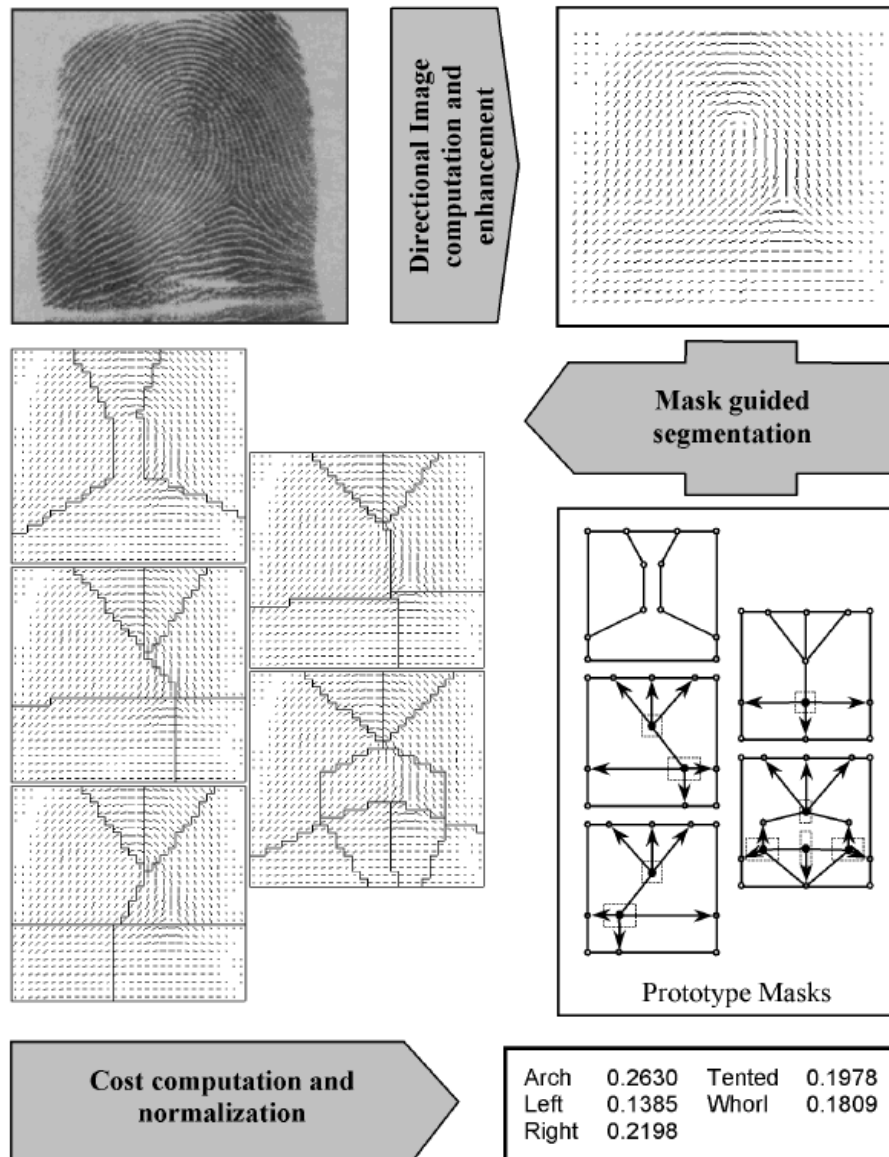 Directional Image
computation and
enhancement
Mask guided
segmentation
Prototype Masks
Cost computation and
normalization
Arch 0.2630 Tented 0.1978
Left 0.1385 Whorl 0.1809
Right 0.2198